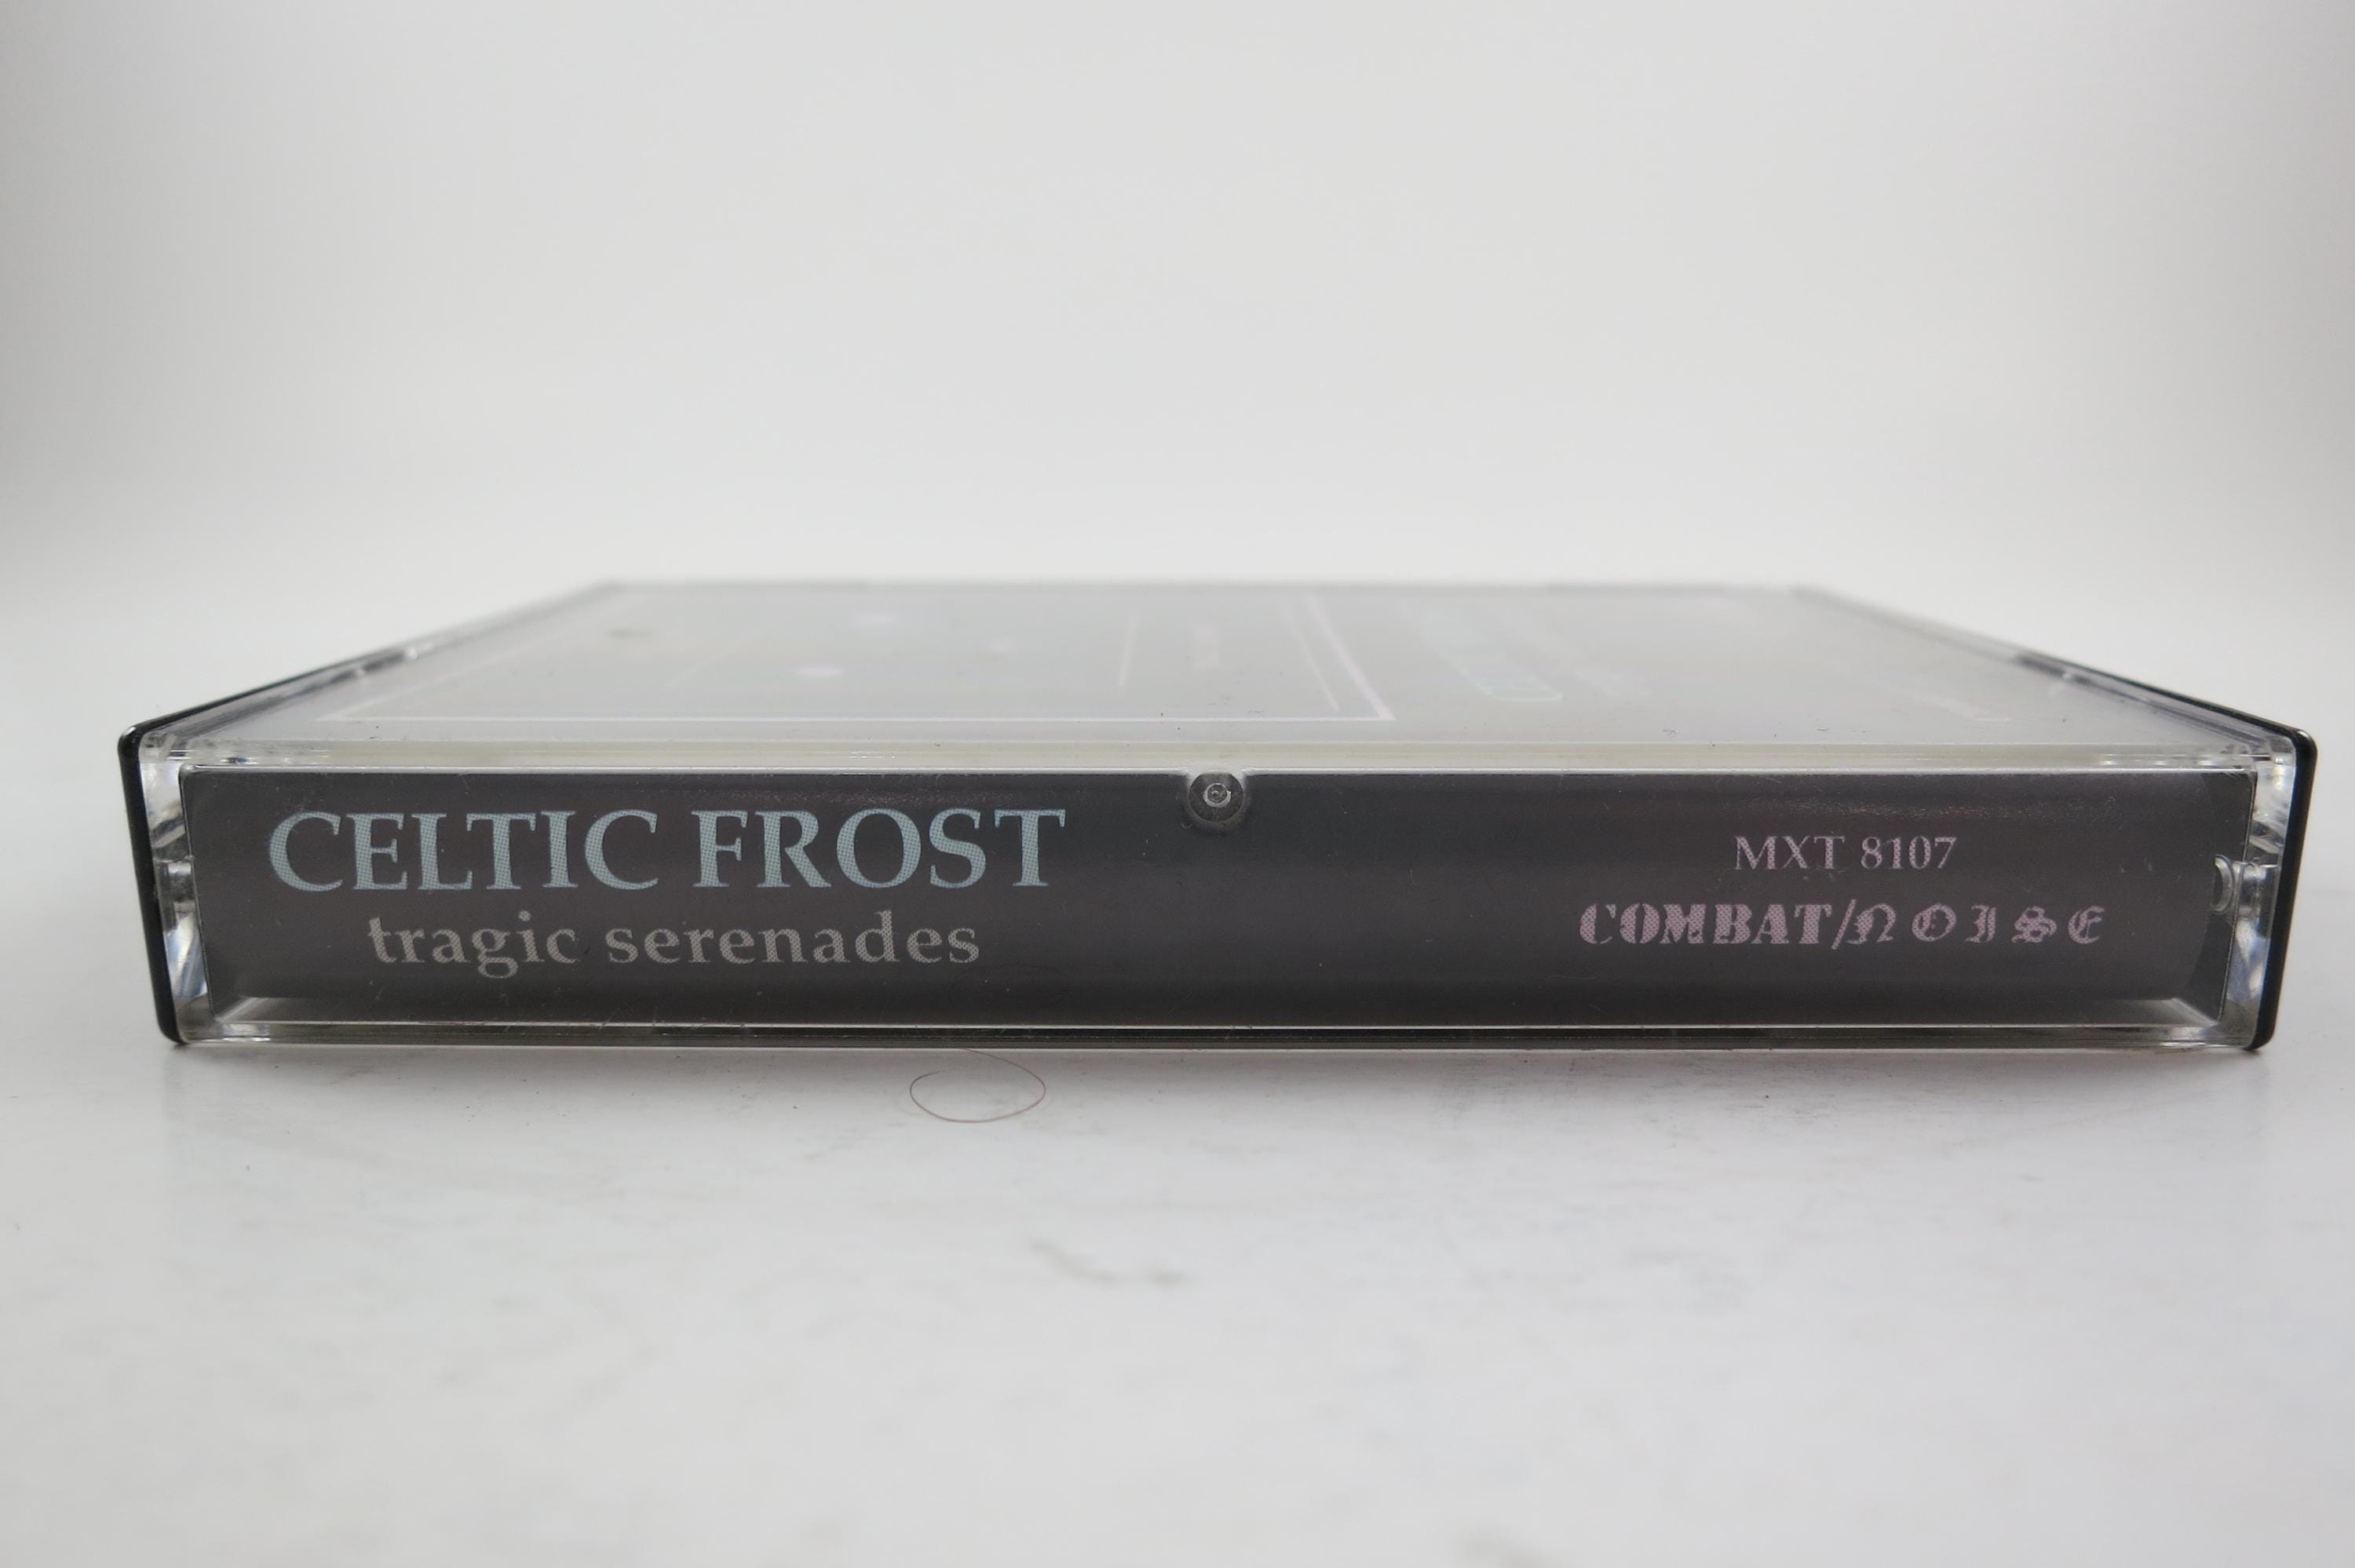 CELTIC FROST
tragic serenades
MXT 8107
COMBAT/NOISE